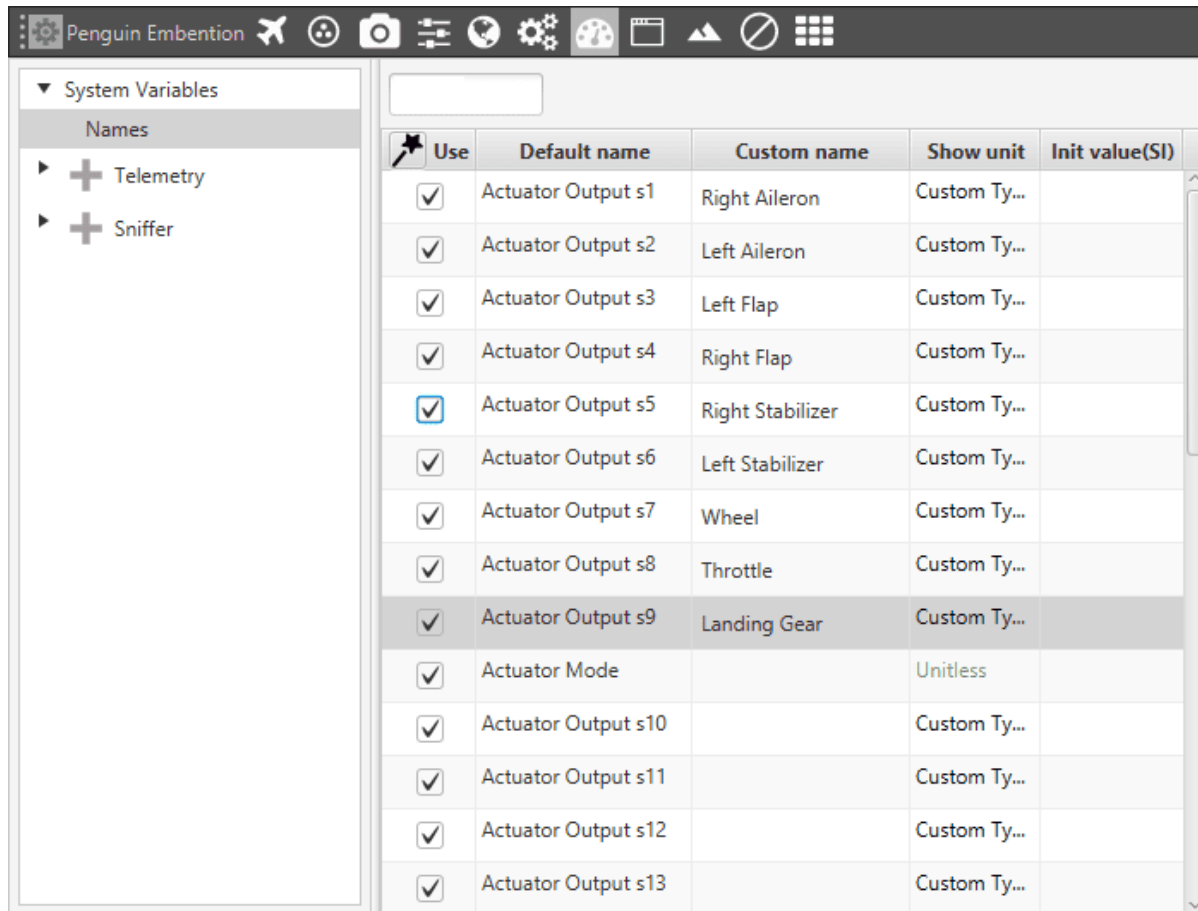 Penguin Embention
System Variables
Names
Telemetry
Sniffer
Use Default name Custom name Show unit Init value(SI)
Actuator Output s1 Right Aileron Custom Ty...
Actuator Output s2 Left Aileron Custom Ty...
Actuator Output s3 Left Flap Custom Ty...
Actuator Output s4 Right Flap Custom Ty...
Actuator Output s5 Right Stabilizer Custom Ty...
Actuator Output s6 Left Stabilizer Custom Ty...
Actuator Output s7 Wheel Custom Ty...
Actuator Output s8 Throttle Custom Ty...
Actuator Output s9 Landing Gear Custom Ty...
Actuator Mode Unitless
Actuator Output s10 Custom Ty...
Actuator Output s11 Custom Ty...
Actuator Output s12 Custom Ty...
Actuator Output s13 Custom Ty...